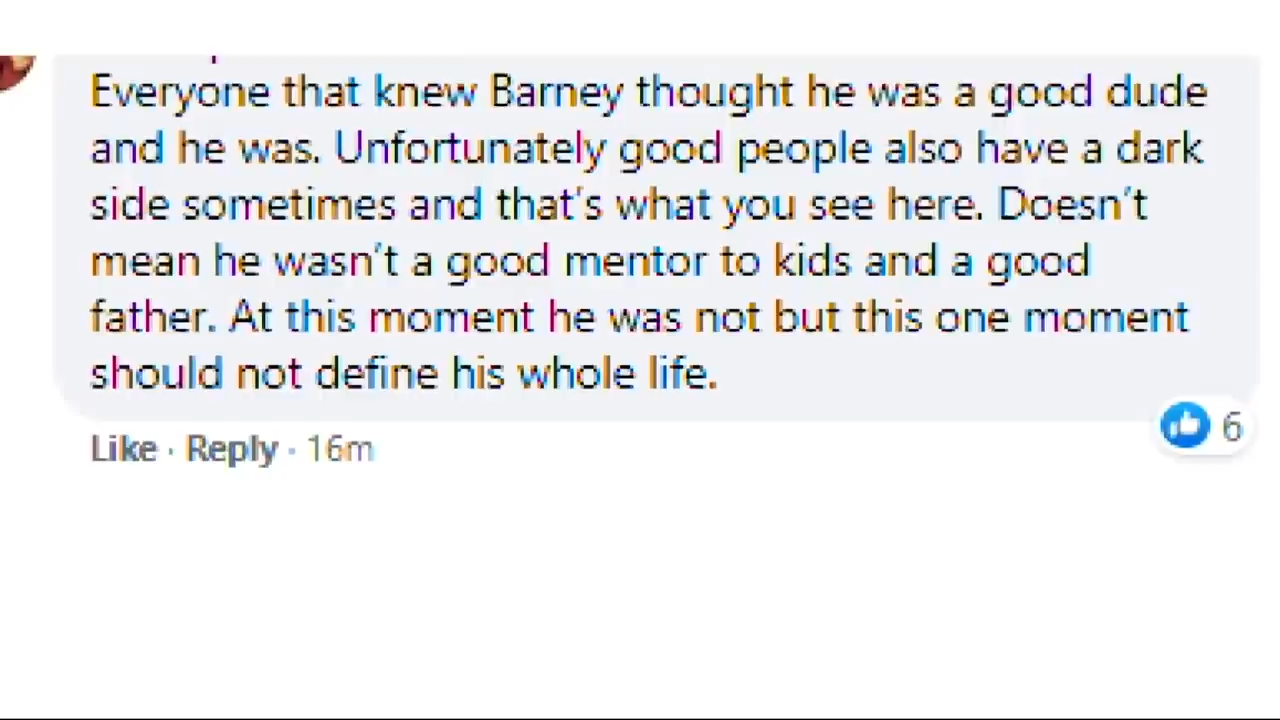 Everyone that knew Barney thought he was a good dude
and he was. Unfortunately good people also have a dark
side sometimes and that's what you see here. Doesn't
mean he wasn't a good mentor to kids and a good
father. At this moment he was not but this one moment
should not define his whole life.
Like · Reply · 16m
6